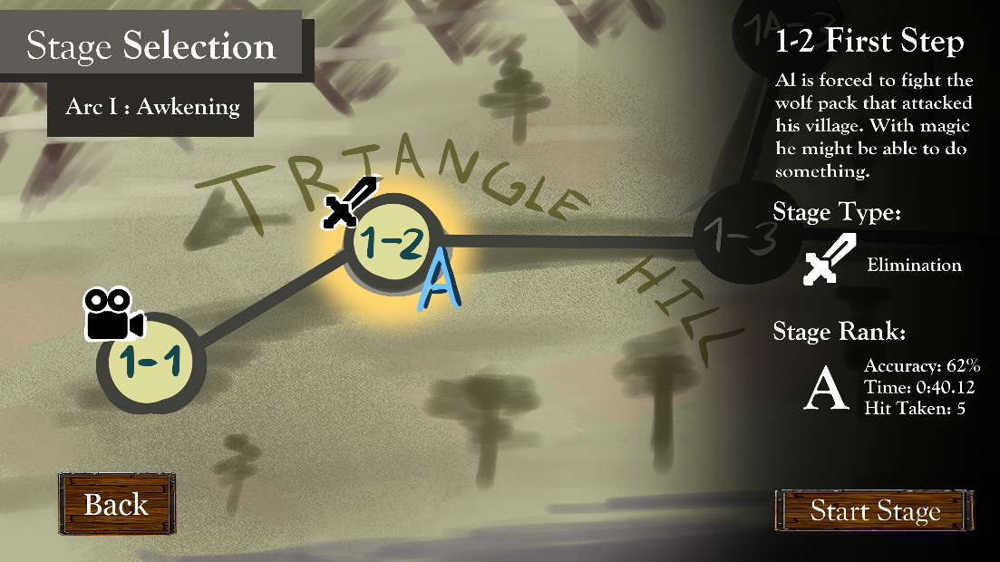 Stage Selection
Arc I : Awkening
TRIANGLE
HILL
1-1
1-2
A
1-3
1A-3
Back
1-2 First Step
Al is forced to fight the
wolf pack that attacked
his village. With magic
he might be able to do
something.
Stage Type:
Elimination
Stage Rank:
A
Accuracy: 62%
Time: 0:40.12
Hit Taken: 5
Start Stage